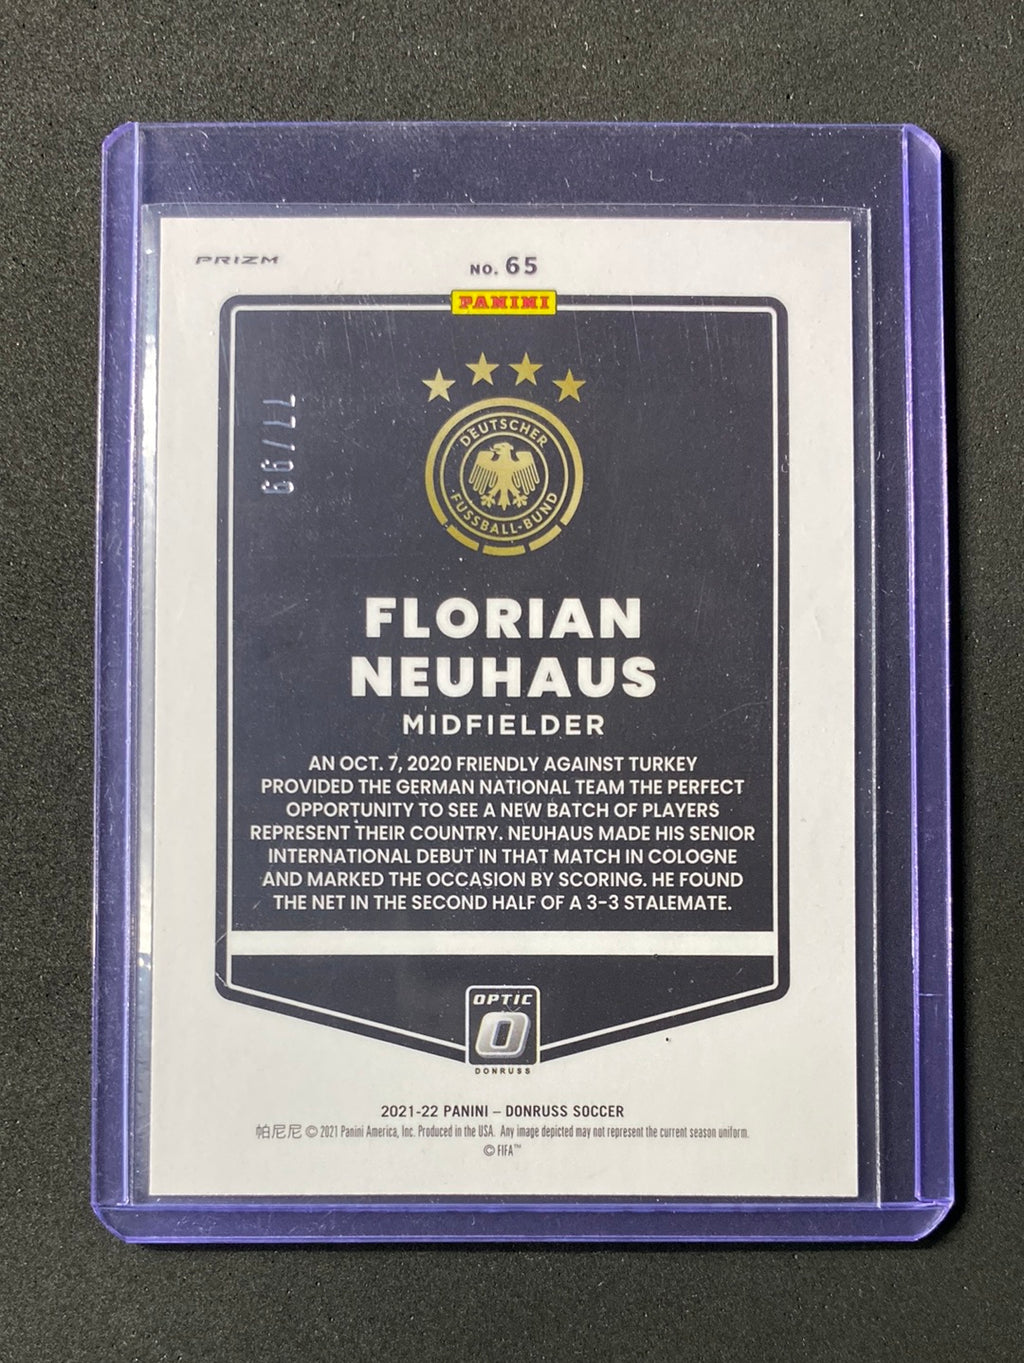 PRIZM
NO. 65
PANINI
77/99
DEUTSCHER
FUSSBALL-BUND
FLORIAN
NEUHAUS
MIDFIELDER
AN OCT. 7, 2020 FRIENDLY AGAINST TURKEY
PROVIDED THE GERMAN NATIONAL TEAM THE PERFECT
OPPORTUNITY TO SEE A NEW BATCH OF PLAYERS
REPRESENT THEIR COUNTRY. NEUHAUS MADE HIS SENIOR
INTERNATIONAL DEBUT IN THAT MATCH IN COLOGNE
AND MARKED THE OCCASION BY SCORING. HE FOUND
THE NET IN THE SECOND HALF OF A 3-3 STALEMATE.
OPTIC
O
DONRUSS
2021-22 PANINI – DONRUSS SOCCER
帕尼尼 © 2021 Panini America, Inc. Produced in the USA. Any image depicted may not represent the current season uniform.
© FIFA™